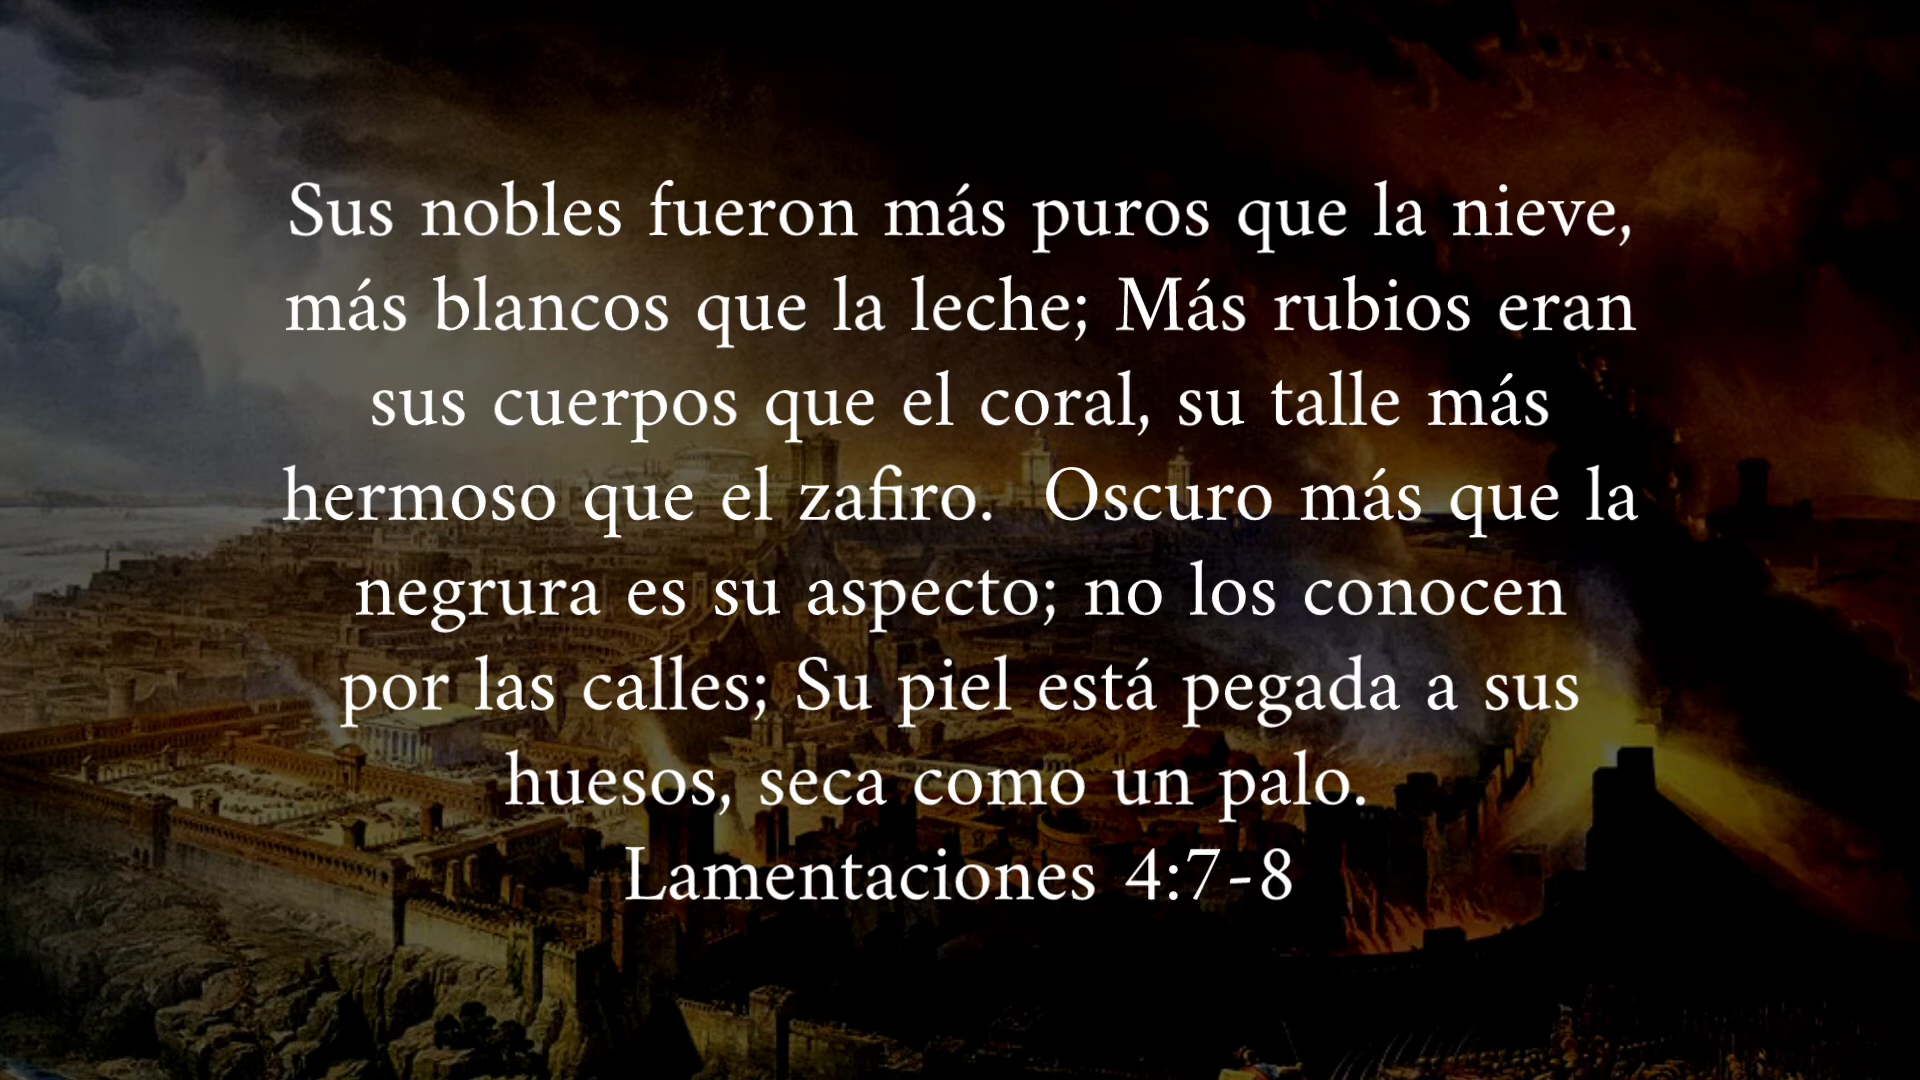 Sus nobles fueron más puros que la nieve,
más blancos que la leche; Más rubios eran
sus cuerpos que el coral, su talle más
hermoso que el zafiro.  Oscuro más que la
negrura es su aspecto; no los conocen
por las calles; Su piel está pegada a sus
huesos, seca como un palo.
Lamentaciones 4:7-8